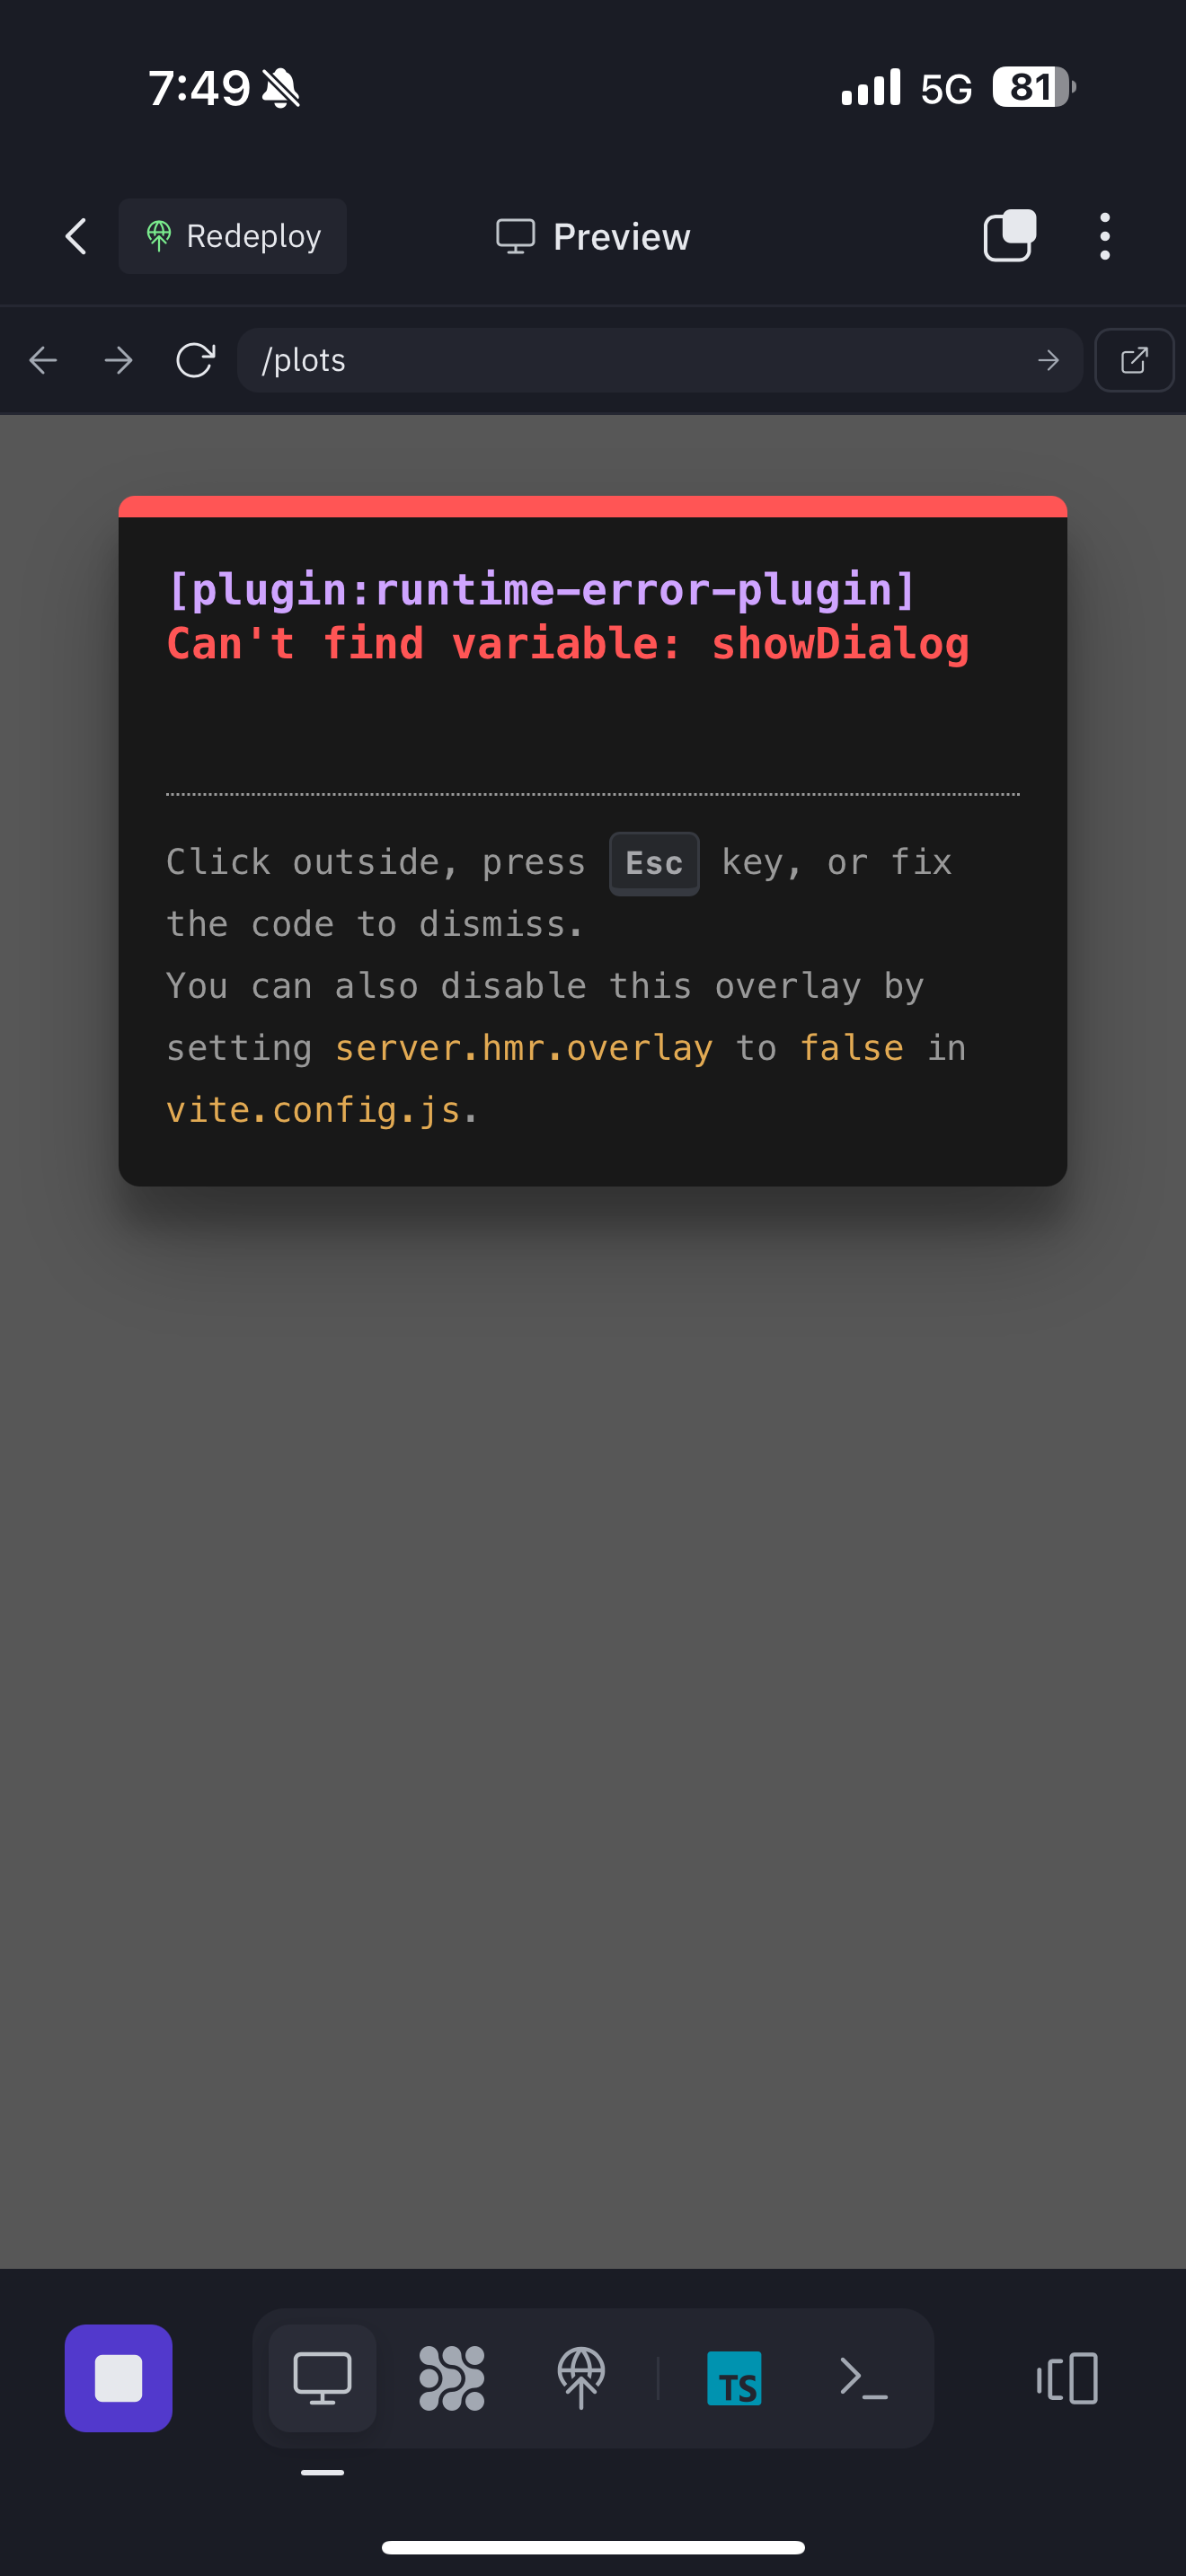 7:49
5G 81
Redeploy
Preview
/plots
[plugin:runtime-error-plugin]
Can't find variable: showDialog
Click outside, press Esc key, or fix
the code to dismiss.
You can also disable this overlay by
setting server.hmr.overlay to false in
vite.config.js.
TS